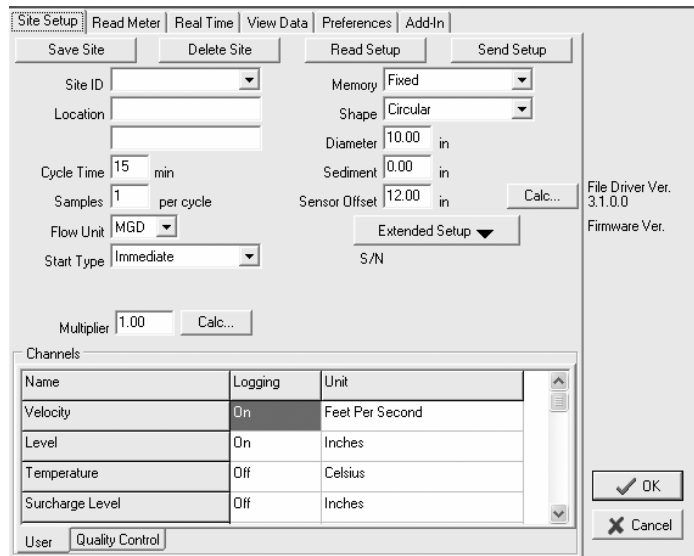 Site Setup Read Meter Real Time View Data Preferences Add-In
Save Site Delete Site Read Setup Send Setup
Site ID Memory Fixed
Location Shape Circular
Diameter 10.00 in
Cycle Time 15 min Sediment 0.00 in
Samples 1 per cycle Sensor Offset 12.00 in Calc...
File Driver Ver.
3.1.0.0
Flow Unit MGD Extended Setup Firmware Ver.
Start Type Immediate S/N
Multiplier 1.00 Calc...
Channels
Name Logging Unit
Velocity On Feet Per Second
Level On Inches
Temperature Off Celsius
Surcharge Level Off Inches
User Quality Control
OK
Cancel